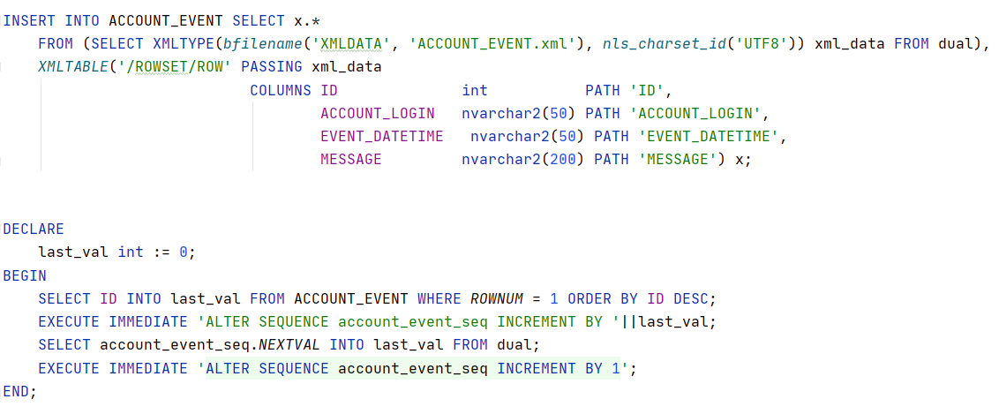 INSERT INTO ACCOUNT_EVENT SELECT x.*
    FROM (SELECT XMLTYPE(bfilename('XMLDATA', 'ACCOUNT_EVENT.xml'), nls_charset_id('UTF8')) xml_data FROM dual),
    XMLTABLE('/ROWSET/ROW' PASSING xml_data
                            COLUMNS ID              int           PATH 'ID',
                                    ACCOUNT_LOGIN   nvarchar2(50) PATH 'ACCOUNT_LOGIN',
                                    EVENT_DATETIME   nvarchar2(50) PATH 'EVENT_DATETIME',
                                    MESSAGE         nvarchar2(200) PATH 'MESSAGE') x;
DECLARE
    last_val int := 0;
BEGIN
    SELECT ID INTO last_val FROM ACCOUNT_EVENT WHERE ROWNUM = 1 ORDER BY ID DESC;
    EXECUTE IMMEDIATE 'ALTER SEQUENCE account_event_seq INCREMENT BY '||last_val;
    SELECT account_event_seq.NEXTVAL INTO last_val FROM dual;
    EXECUTE IMMEDIATE 'ALTER SEQUENCE account_event_seq INCREMENT BY 1';
END;